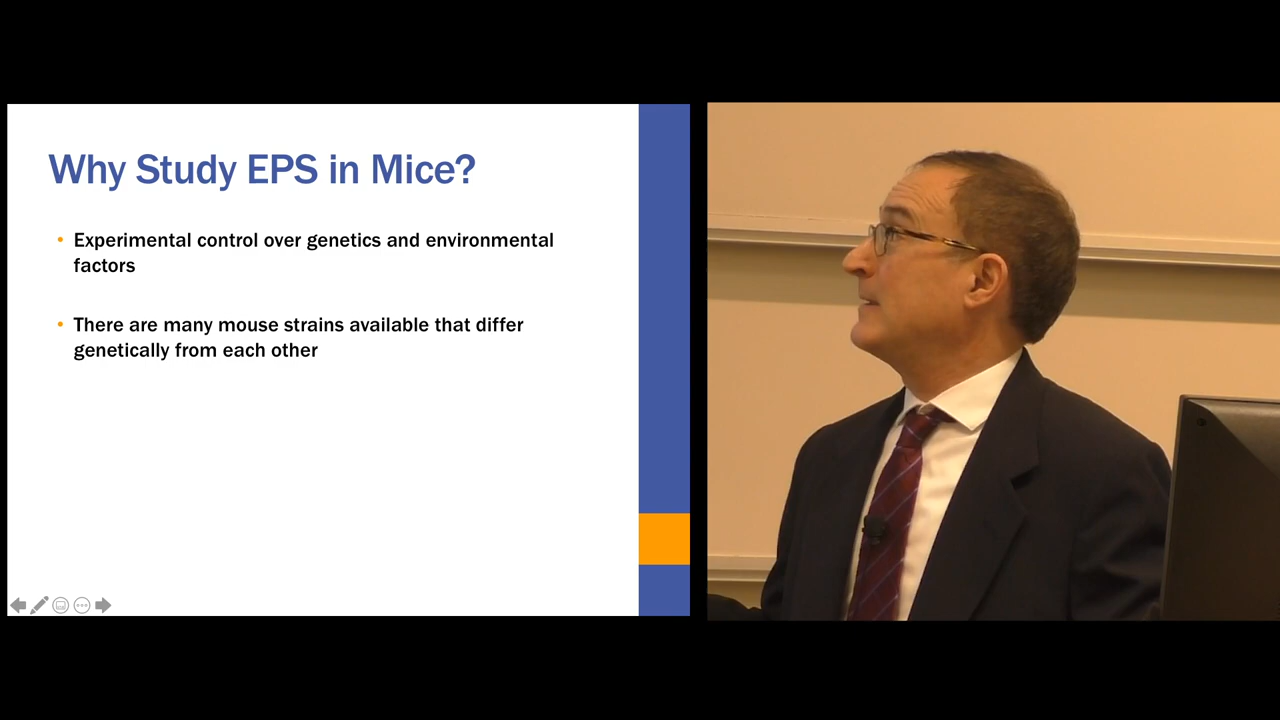 Why Study EPS in Mice?
• Experimental control over genetics and environmental
factors
• There are many mouse strains available that differ
genetically from each other